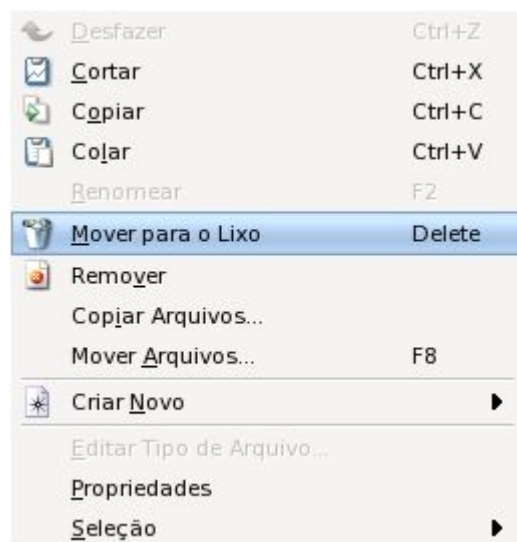 Desfazer Ctrl+Z
Cortar Ctrl+X
Copiar Ctrl+C
Colar Ctrl+V
Renomear F2
Mover para o Lixo Delete
Remover
Copiar Arquivos...
Mover Arquivos... F8
Criar Novo
Editar Tipo de Arquivo...
Propriedades
Seleção